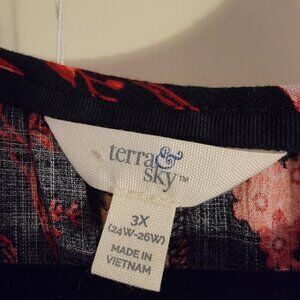 terra&
sky™
3X
(24W-26W)
MADE IN
VIETNAM